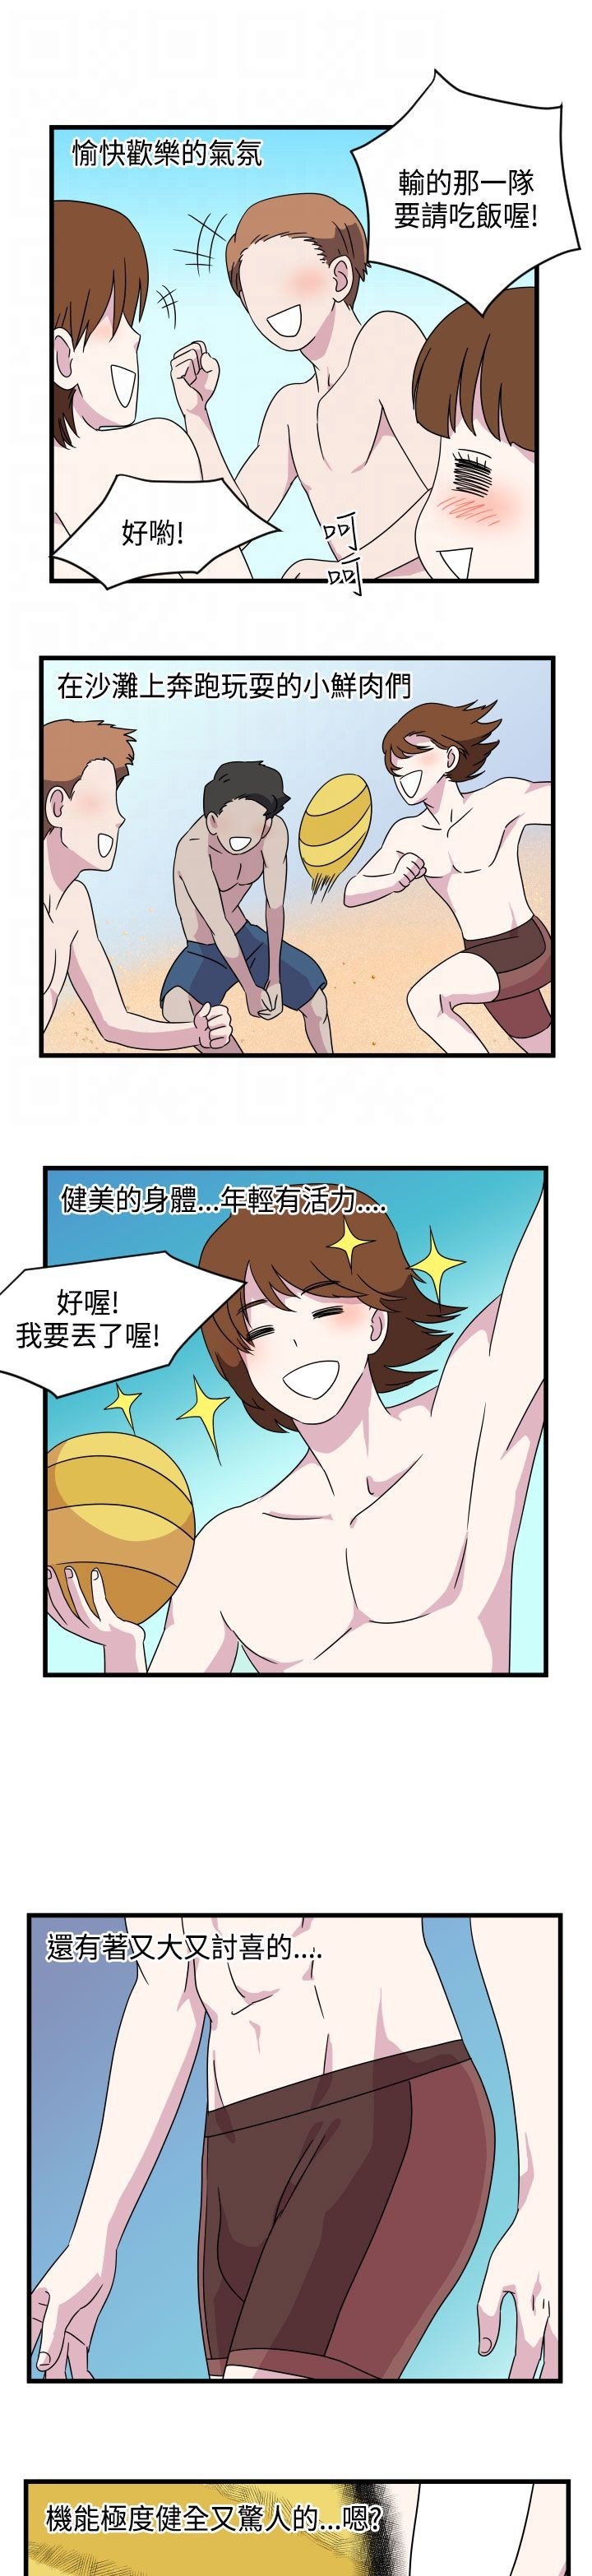 愉快歡樂的氣氛
輸的那一隊
要請吃飯喔!
好喲!
呵
呵
在沙灘上奔跑玩耍的小鮮肉們
健美的身體...年輕有活力....
好喔!
我要丟了喔!
還有著又大又討喜的....
機能極度健全又驚人的...嗯?